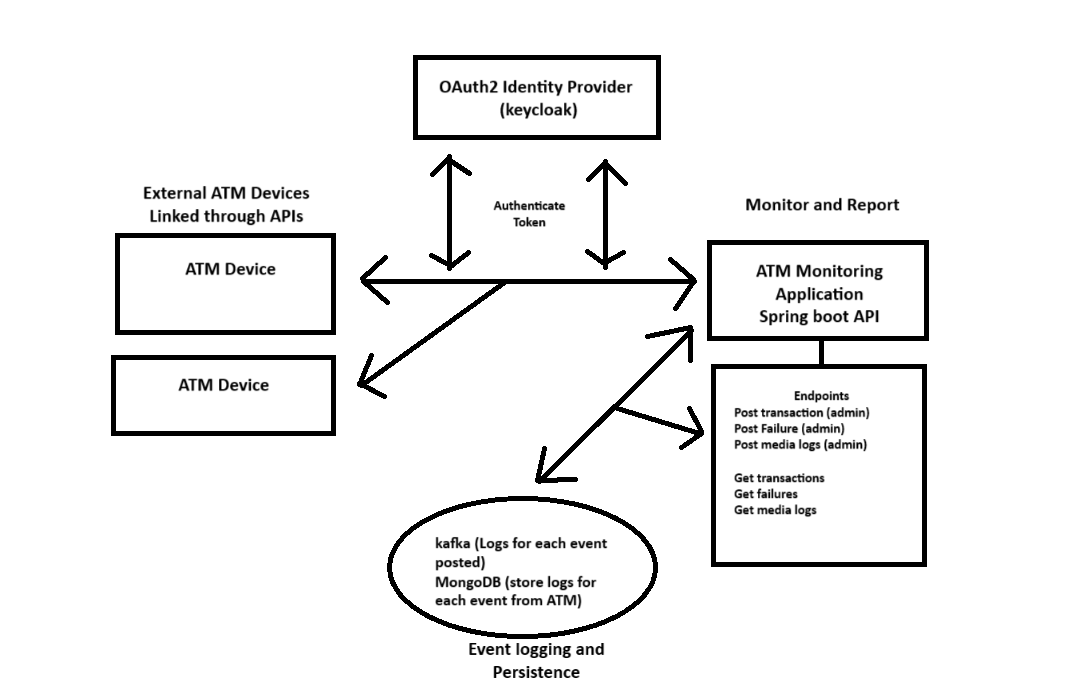 OAuth2 Identity Provider
(keycloak)
External ATM Devices
Linked through APIs
Authenticate
Token
Monitor and Report
ATM Device
ATM Device
ATM Monitoring
Application
Spring boot API
Endpoints
Post transaction (admin)
Post Failure (admin)
Post media logs (admin)
Get transactions
Get failures
Get media logs
kafka (Logs for each event
posted)
MongoDB (store logs for
each event from ATM)
Event logging and
Persistence